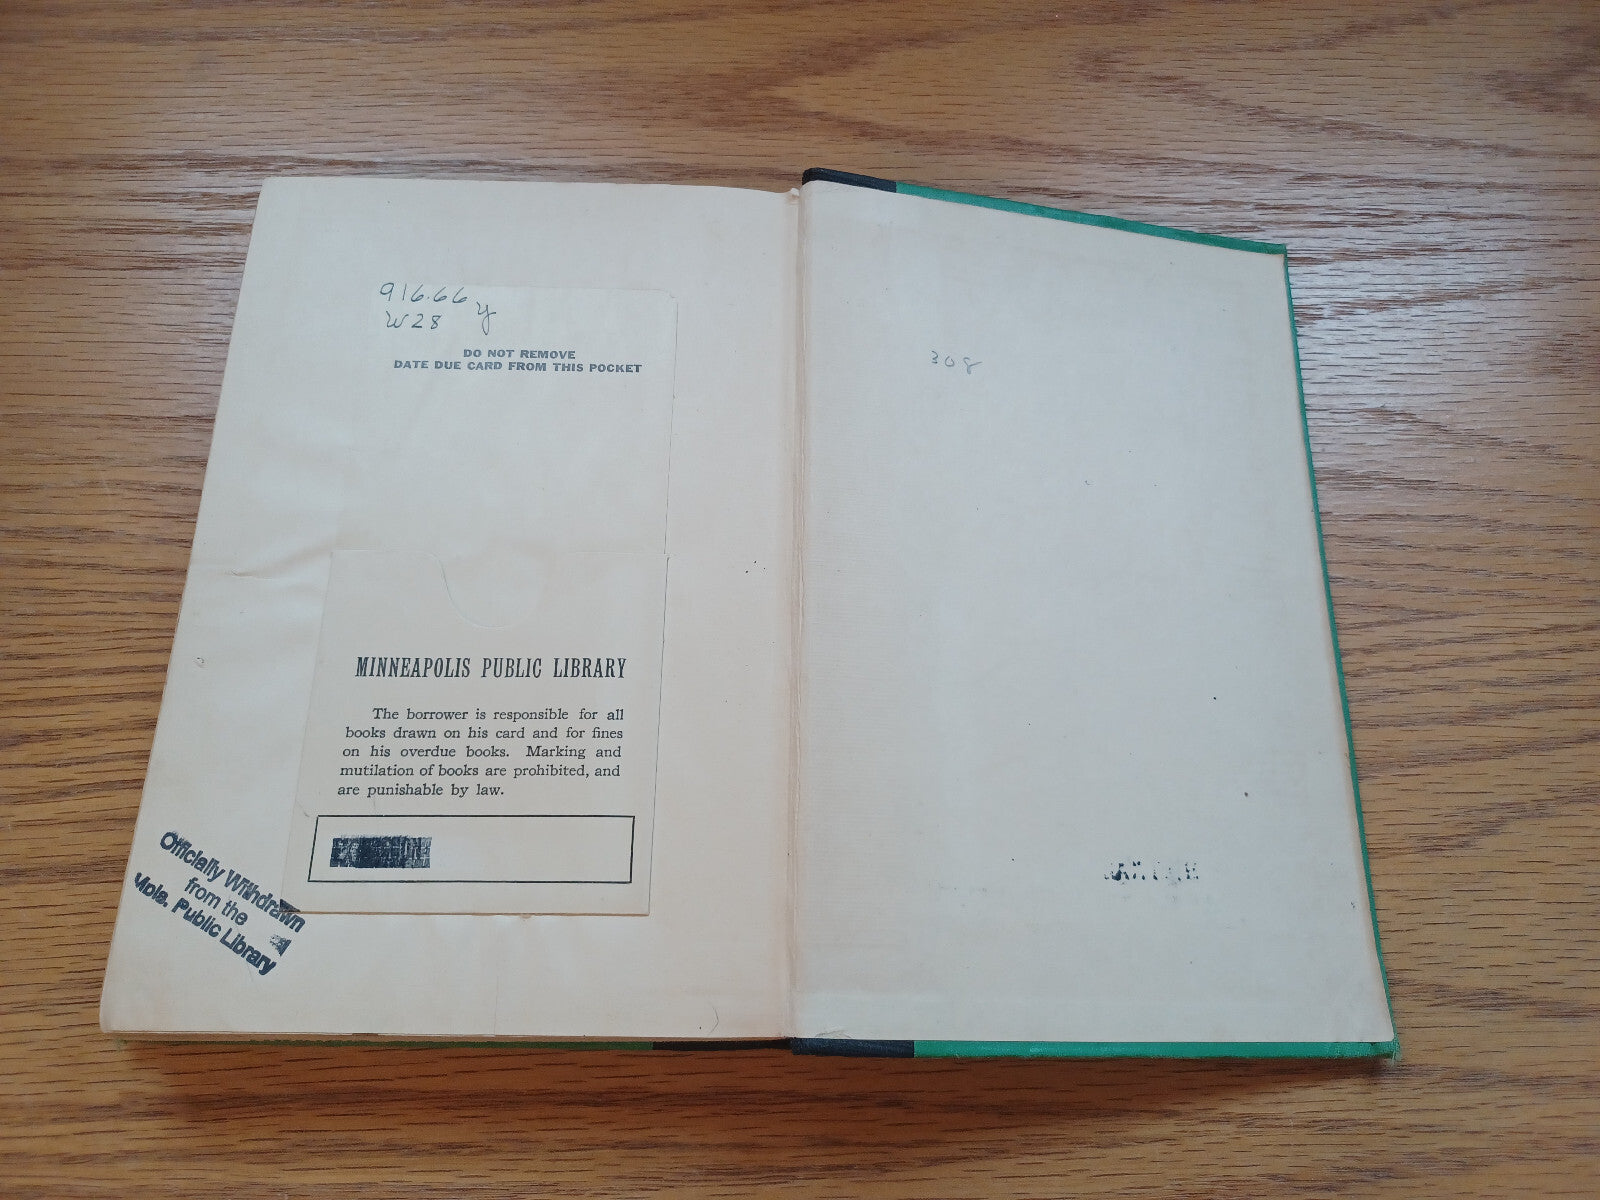 916.66 y
W28
DO NOT REMOVE
DATE DUE CARD FROM THIS POCKET
MINNEAPOLIS PUBLIC LIBRARY
The borrower is responsible for all
books drawn on his card and for fines
on his overdue books. Marking and
mutilation of books are prohibited, and
are punishable by law.
Officially Withdrawn
from the
Mpls. Public Library
308